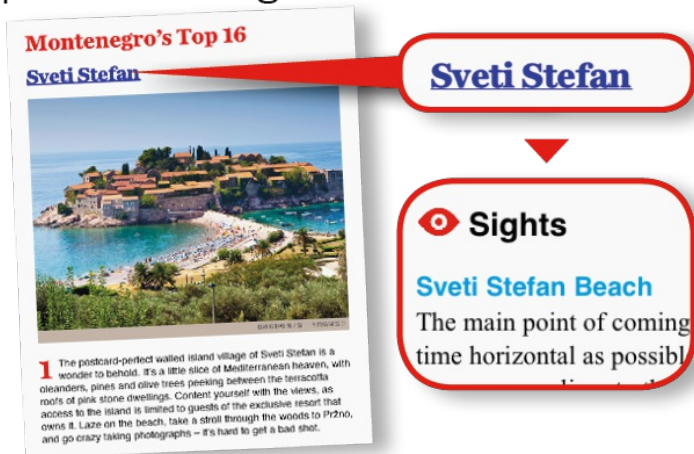 Montenegro's Top 16
Sveti Stefan
1 The postcard-perfect walled island village of Sveti Stefan is a
wonder to behold. It's a little slice of Mediterranean heaven, with
oleanders, pines and olive trees peeking between the terracotta
roofs of pink stone dwellings. Content yourself with the views, as
access to the island is limited to guests of the exclusive resort that
owns it. Laze on the beach, take a stroll through the woods to Pržno,
and go crazy taking photographs – it's hard to get a bad shot.
Sveti Stefan
Sights
Sveti Stefan Beach
The main point of coming
time horizontal as possibl